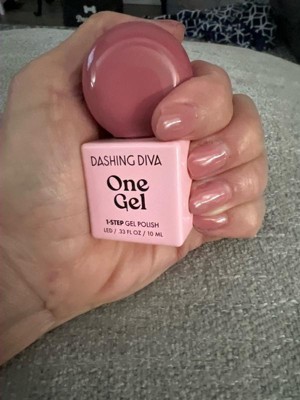 DASHING DIVA
One
Gel
1-STEP GEL POLISH
LED / .33 FL OZ / 10 ML